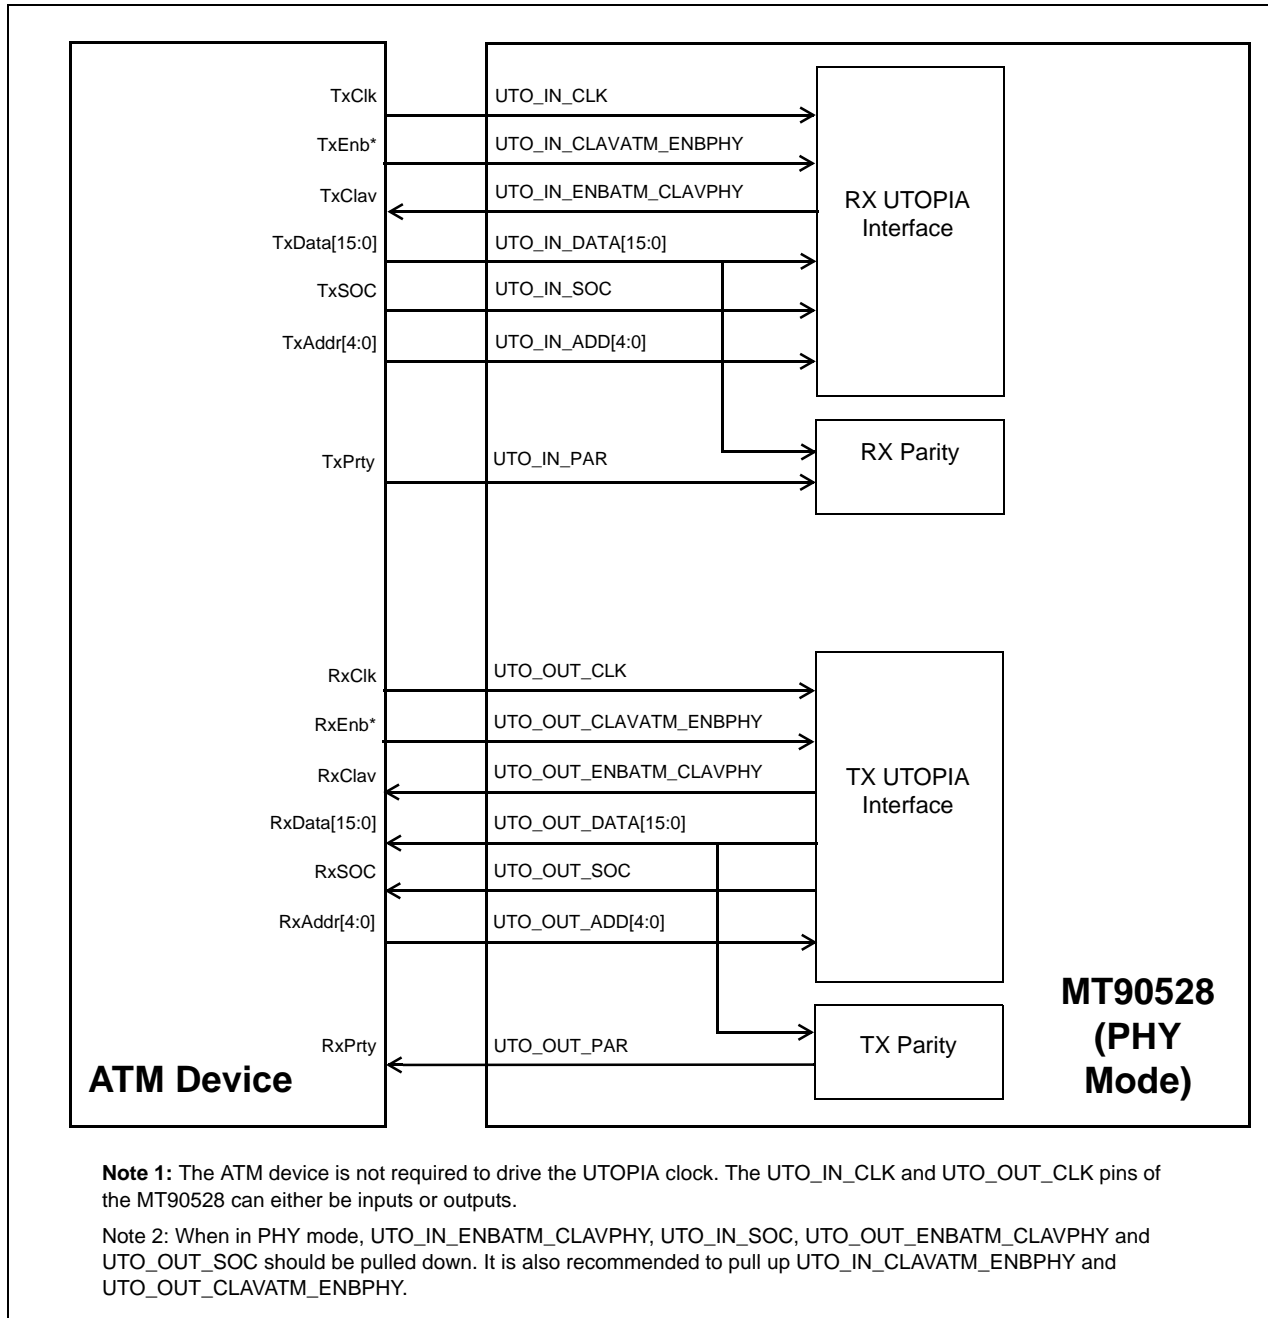 TxClk UTO_IN_CLK
TxEnb* UTO_IN_CLAVATM_ENBPHY
TxClav UTO_IN_ENBATM_CLAVPHY
RX UTOPIA
Interface
TxData[15:0] UTO_IN_DATA[15:0]
TxSOC UTO_IN_SOC
TxAddr[4:0] UTO_IN_ADD[4:0]
TxPrty UTO_IN_PAR
RX Parity
RxClk UTO_OUT_CLK
RxEnb* UTO_OUT_CLAVATM_ENBPHY
RxClav UTO_OUT_ENBATM_CLAVPHY
TX UTOPIA
Interface
RxData[15:0] UTO_OUT_DATA[15:0]
RxSOC UTO_OUT_SOC
RxAddr[4:0] UTO_OUT_ADD[4:0]
RxPrty UTO_OUT_PAR
TX Parity
ATM Device
MT90528
(PHY
Mode)
Note 1: The ATM device is not required to drive the UTOPIA clock. The UTO_IN_CLK and UTO_OUT_CLK pins of
the MT90528 can either be inputs or outputs.
Note 2: When in PHY mode, UTO_IN_ENBATM_CLAVPHY, UTO_IN_SOC, UTO_OUT_ENBATM_CLAVPHY and
UTO_OUT_SOC should be pulled down. It is also recommended to pull up UTO_IN_CLAVATM_ENBPHY and
UTO_OUT_CLAVATM_ENBPHY.